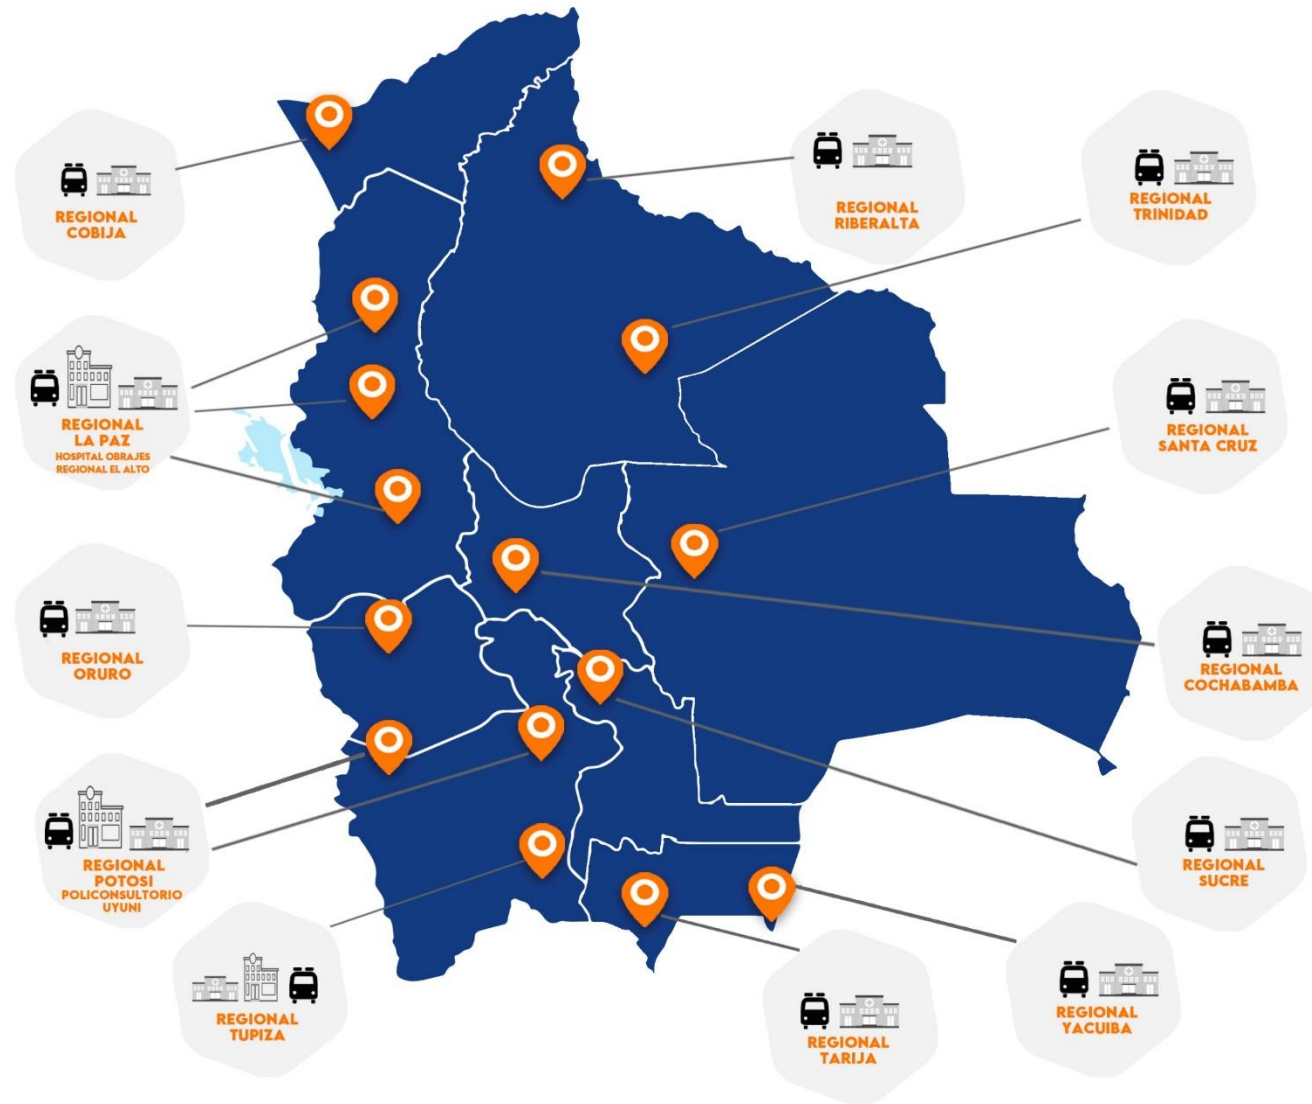 REGIONAL
COBIJA
REGIONAL
RIBERALTA
REGIONAL
TRINIDAD
REGIONAL
LA PAZ
HOSPITAL OBRAJES
REGIONAL EL ALTO
REGIONAL
SANTA CRUZ
REGIONAL
ORURO
REGIONAL
COCHABAMBA
REGIONAL
POTOSI
POLICONSULTORIO
UYUNI
REGIONAL
SUCRE
REGIONAL
TUPIZA
REGIONAL
TARIJA
REGIONAL
YACUIBA